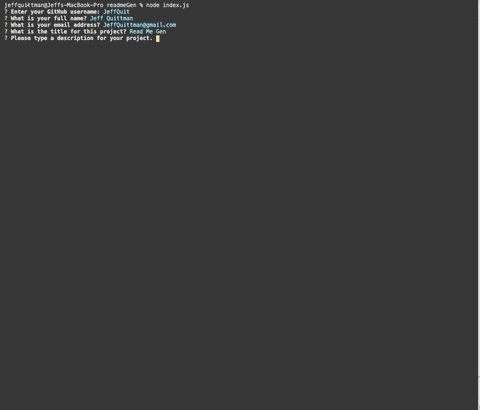 jeffquittman@Jeffs-MacBook-Pro readmeGen % node index.js
? Enter your GitHub username: JeffQuit
? What is your full name? Jeff Quittman
? What is your email address? JeffQuittman@gmail.com
? What is the title for this project? Read Me Gen
? Please type a description for your project.